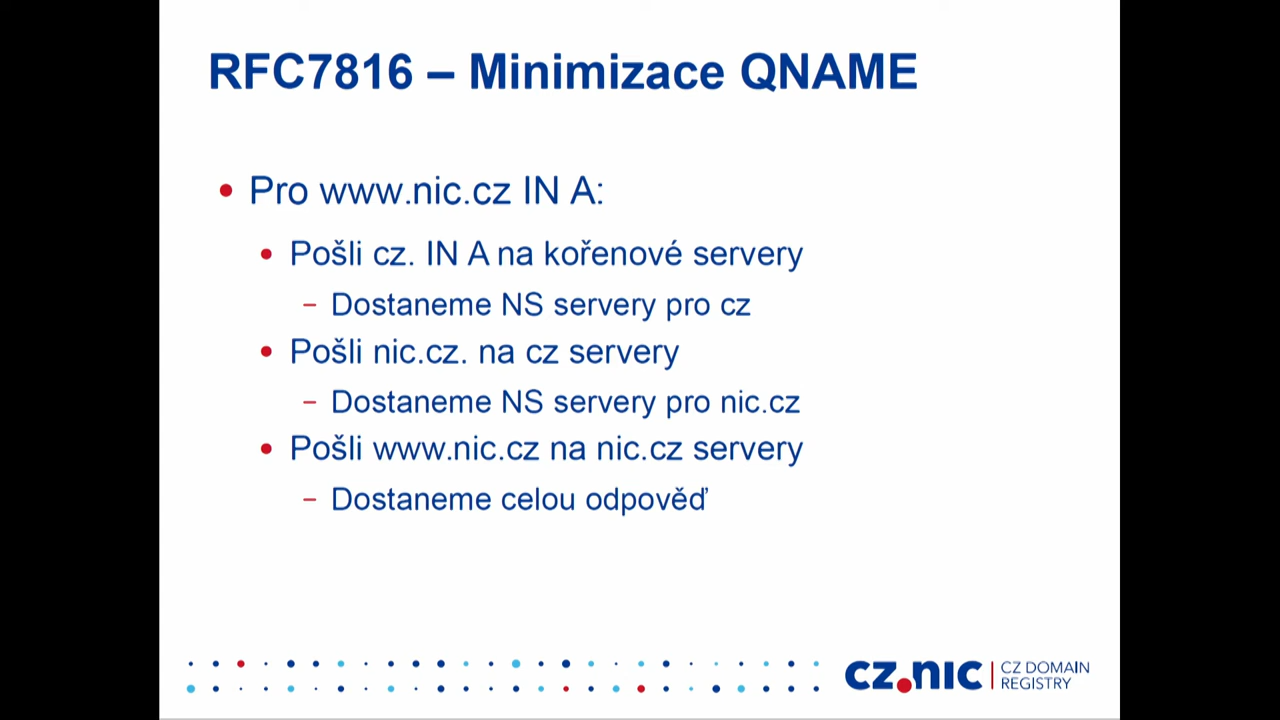 RFC7816 – Minimizace QNAME
• Pro www.nic.cz IN A:
• Pošli cz. IN A na kořenové servery
– Dostaneme NS servery pro cz
• Pošli nic.cz. na cz servery
– Dostaneme NS servery pro nic.cz
• Pošli www.nic.cz na nic.cz servery
– Dostaneme celou odpověď
CZ.NIC | CZ DOMAIN
REGISTRY